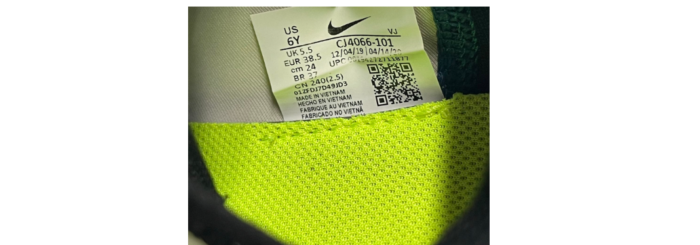 US VJ
6Y CJ4066-101
UK 5.5 12/04/19 04/14/20
EUR 38.5 UPC
cm 24
BR 37
CN 240(2.5)
MADE IN VIETNAM
HECHO EN VIETNAM
FABRIQUE AU VIETNAM
FABRICADO NO VIETNÃ